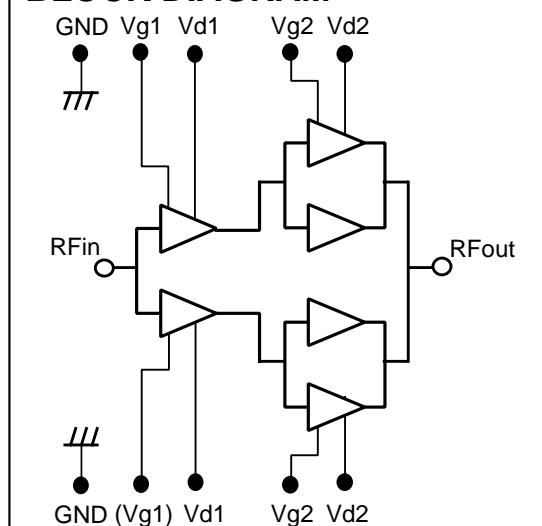 BLOCK DIAGRAM
GND Vg1 Vd1 Vg2 Vd2
RFin
RFout
GND (Vg1) Vd1 Vg2 Vd2